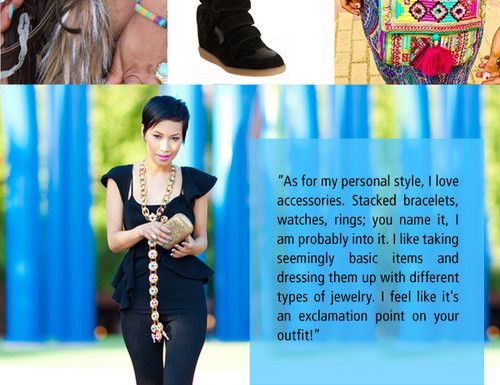 "As for my personal style, I love
accessories. Stacked bracelets,
watches, rings; you name it, I
am probably into it. I like taking
seemingly basic items and
dressing them up with different
types of jewelry. I feel like it's
an exclamation point on your
outfit!"